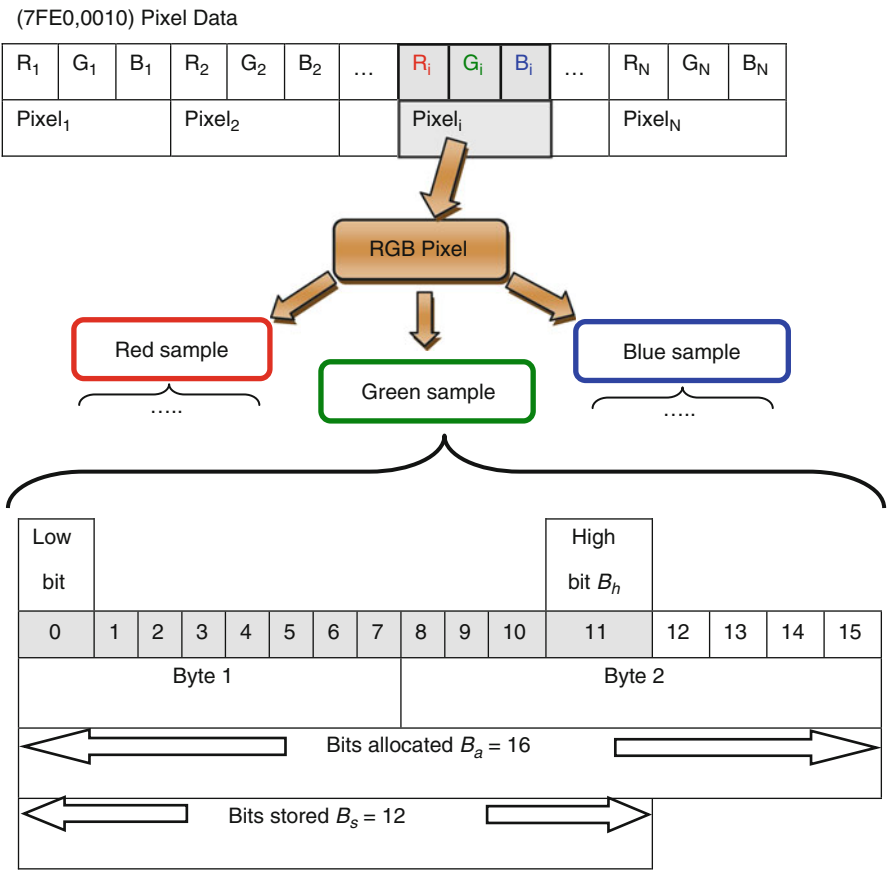 (7FE0,0010) Pixel Data
R1 G1 B1 R2 G2 B2 ... Ri Gi Bi ... RN GN BN
Pixel1 Pixel2 Pixeli PixelN
RGB Pixel
Red sample
Blue sample
Green sample
.....
.....
Low
bit
High
bit Bh
0 1 2 3 4 5 6 7 8 9 10 11 12 13 14 15
Byte 1 Byte 2
Bits allocated Ba = 16
Bits stored Bs = 12